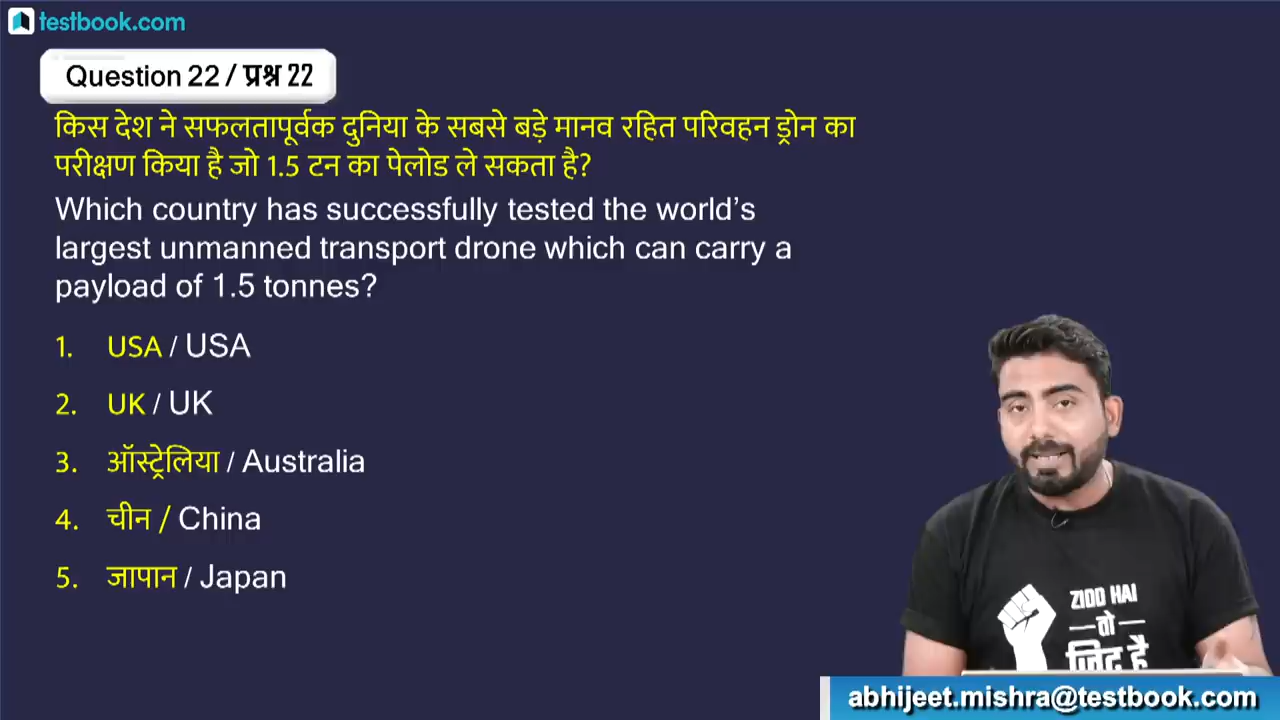 testbook.com
Question 22 / प्रश्न 22
किस देश ने सफलतापूर्वक दुनिया के सबसे बड़े मानव रहित परिवहन ड्रोन का
परीक्षण किया है जो 1.5 टन का पेलोड ले सकता है?
Which country has successfully tested the world’s
largest unmanned transport drone which can carry a
payload of 1.5 tonnes?
1. USA / USA
2. UK / UK
3. ऑस्ट्रेलिया / Australia
4. चीन / China
5. जापान / Japan
ZIDD HAI
तो
ज़िद है
abhijeet.mishra@testbook.com